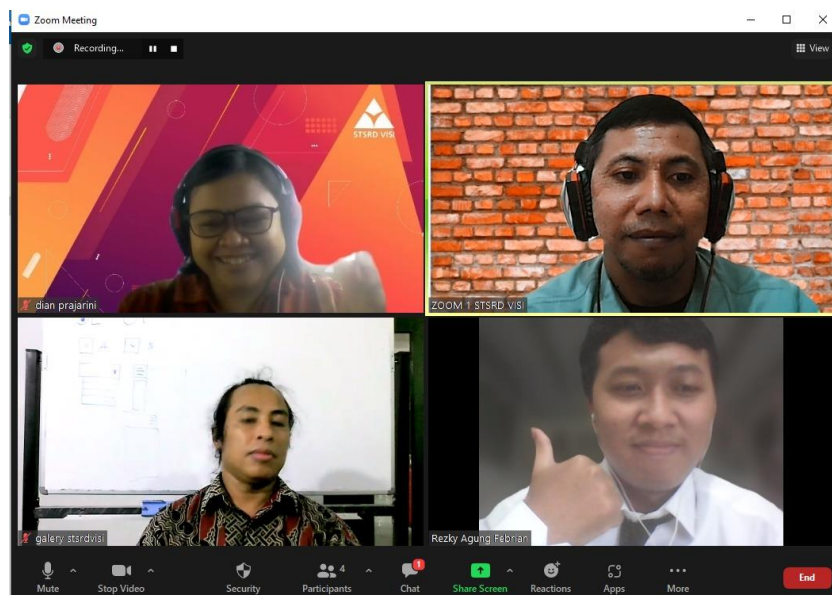 Zoom Meeting
Recording...
View
STSRD VISI
dian prajarini
ZOOM 1 STSRD VISI
galery stsrdvisi
Rezky Agung Febrian
4
1
Mute
Stop Video
Security
Participants
Chat
Share Screen
Reactions
Apps
More
End